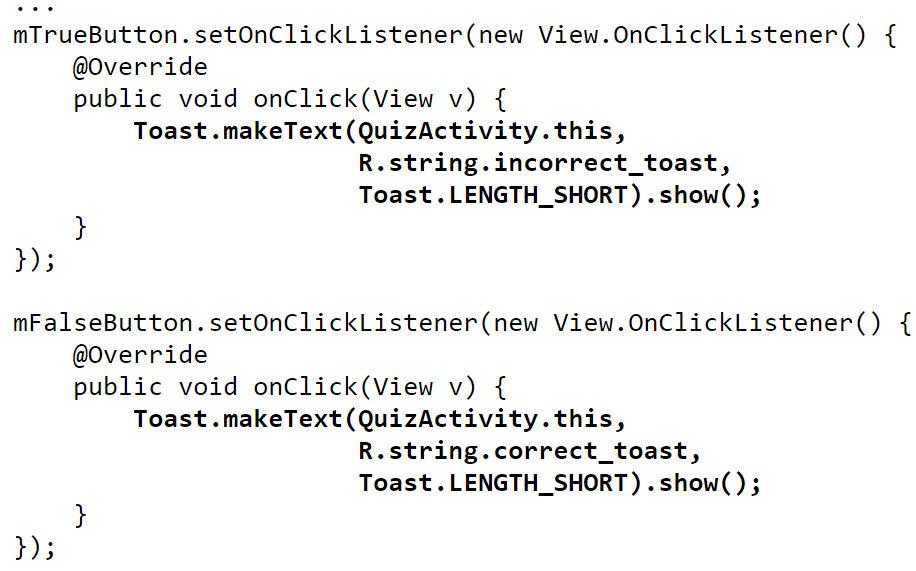 ...
mTrueButton.setOnClickListener(new View.OnClickListener() {
    @Override
    public void onClick(View v) {
        Toast.makeText(QuizActivity.this,
                       R.string.incorrect_toast,
                       Toast.LENGTH_SHORT).show();
    }
});

mFalseButton.setOnClickListener(new View.OnClickListener() {
    @Override
    public void onClick(View v) {
        Toast.makeText(QuizActivity.this,
                       R.string.correct_toast,
                       Toast.LENGTH_SHORT).show();
    }
});